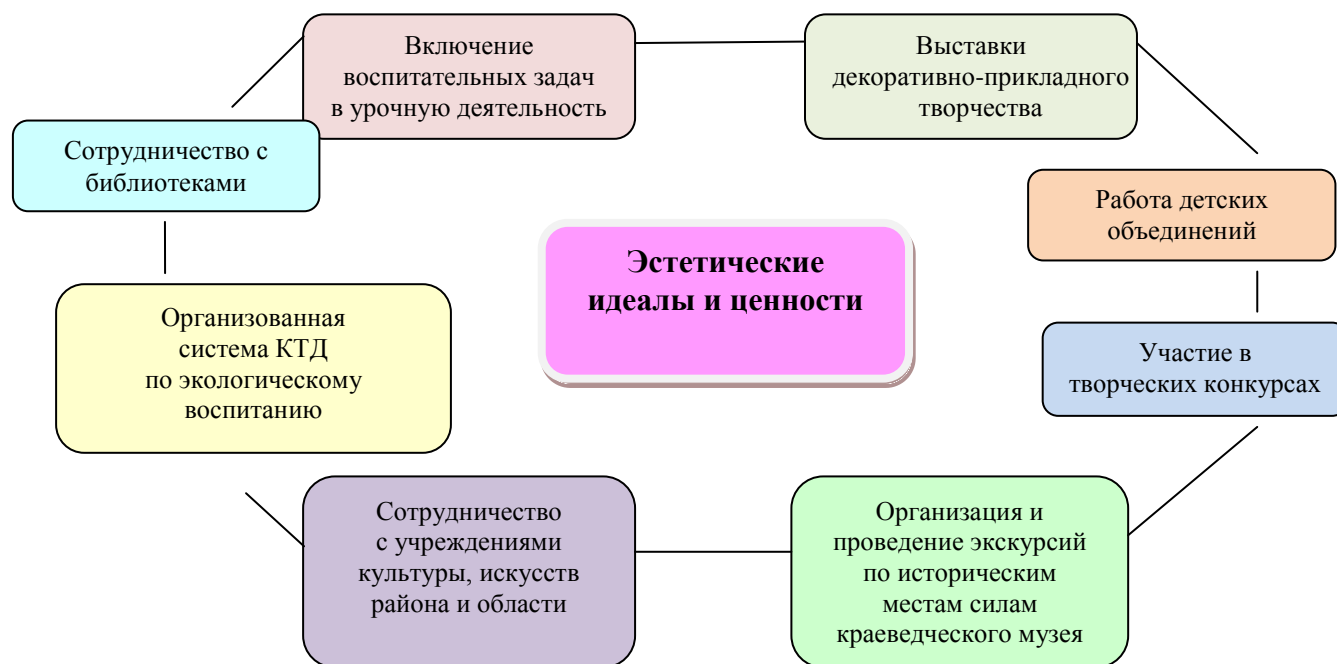 Включение
воспитательных задач
в урочную деятельность
Выставки
декоративно-прикладного
творчества
Сотрудничество с
библиотеками
Работа детских
объединений
Эстетические
идеалы и ценности
Организованная
система КТД
по экологическому
воспитанию
Участие в
творческих конкурсах
Сотрудничество
с учреждениями
культуры, искусств
района и области
Организация и
проведение экскурсий
по историческим
местам силам
краеведческого музея